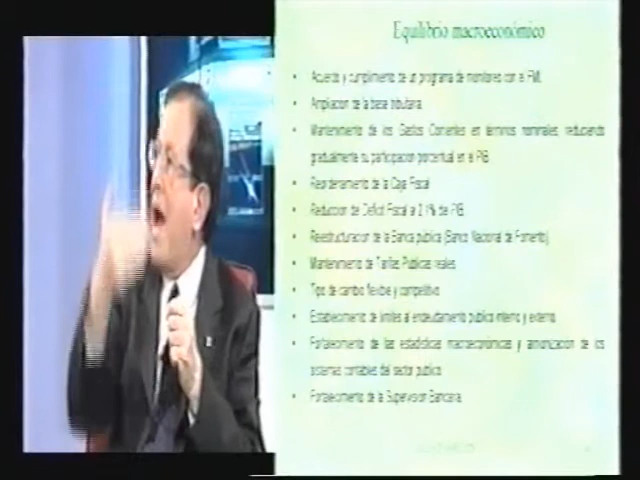 Equilibrio macroeconómico
• Acuerdo y cumplimiento de un programa de monitoreo con el FMI.
• Ampliación de la base tributaria
• Mantenimiento de los Gastos Corrientes en términos nominales, reduciendo
gradualmente su participación porcentual en el PIB
• Reordenamiento de la Caja Fiscal
• Reducción de Déficit Fiscal a de PIB
• Reestructuración de la Banca pública (Banco Nacional de Fomento)
• Mantenimiento de Tarifas Públicas reales
• Tipo de cambio flexible y competitivo
• Establecimiento de límites al endeudamiento público interno y externo
• Fortalecimiento de las estadísticas macroeconómicas y armonización de los
sistemas contables del sector público
• Fortalecimiento de la Supervisión Bancaria